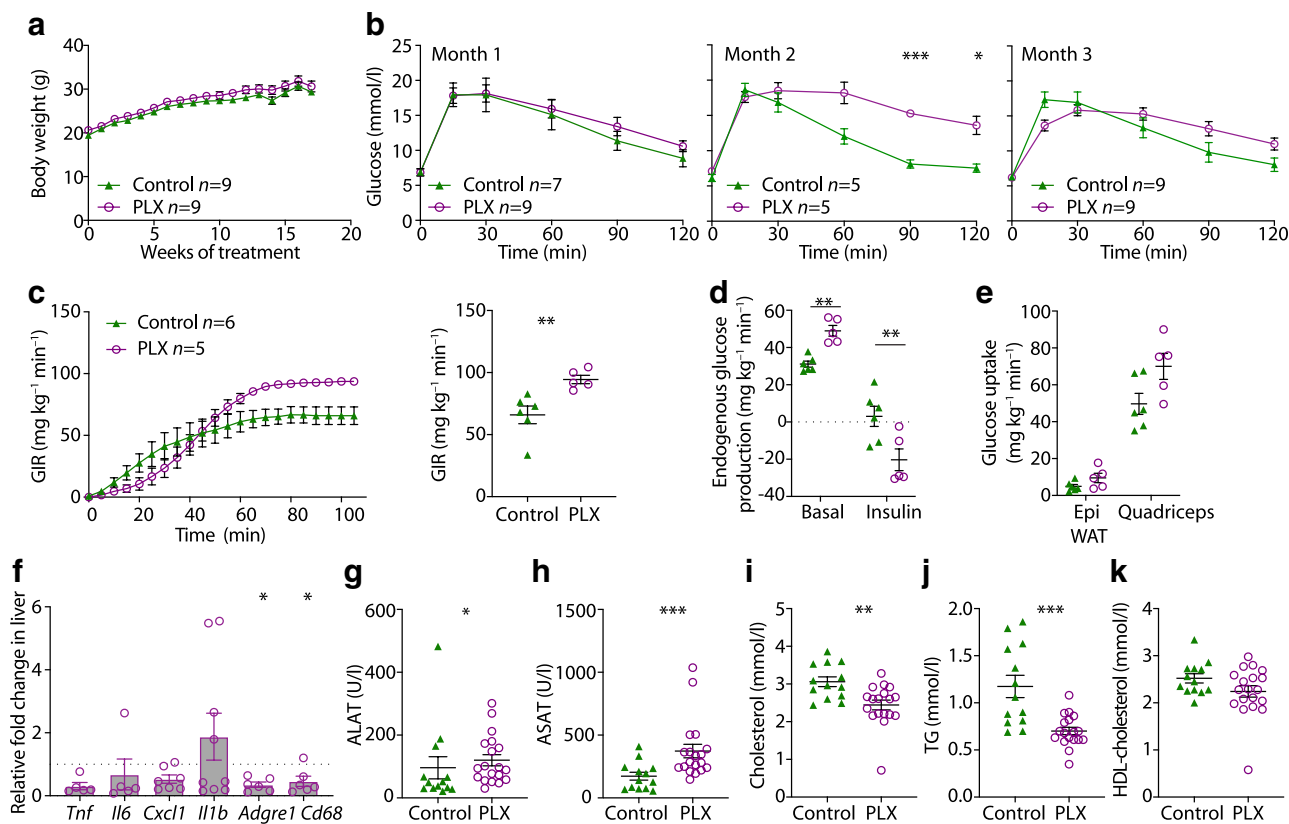 a
Body weight (g)
40
30
20
10
0
Control n=9
PLX n=9
0 5 10 15 20
Weeks of treatment
b
Glucose (mmol/l)
25
20
15
10
5
0
Month 1
Control n=7
PLX n=9
0 30 60 90 120
Time (min)
Month 2
*** *
Control n=5
PLX n=5
0 30 60 90 120
Time (min)
Month 3
Control n=9
PLX n=9
0 30 60 90 120
Time (min)
c
GIR (mg kg⁻¹ min⁻¹)
150
100
50
0
Control n=6
PLX n=5
0 20 40 60 80 100
Time (min)
GIR (mg kg⁻¹ min⁻¹)
150
100
50
0
**
Control PLX
d
Endogenous glucose
production (mg kg⁻¹ min⁻¹)
60
40
20
0
-20
-40
**
**
Basal Insulin
e
Glucose uptake
(mg kg⁻¹ min⁻¹)
100
80
60
40
20
0
Epi Quadriceps
WAT
f
Relative fold change in liver
6
4
2
1
0
* *
Tnf Il6 Cxcl1 Il1b Adgre1 Cd68
g
ALAT (U/l)
600
400
200
0
*
Control PLX
h
ASAT (U/l)
1500
1000
500
0
***
Control PLX
i
Cholesterol (mmol/l)
5
4
3
2
1
0
**
Control PLX
j
TG (mmol/l)
2.0
1.5
1.0
0.5
0.0
***
Control PLX
k
HDL-cholesterol (mmol/l)
4
3
2
1
0
Control PLX